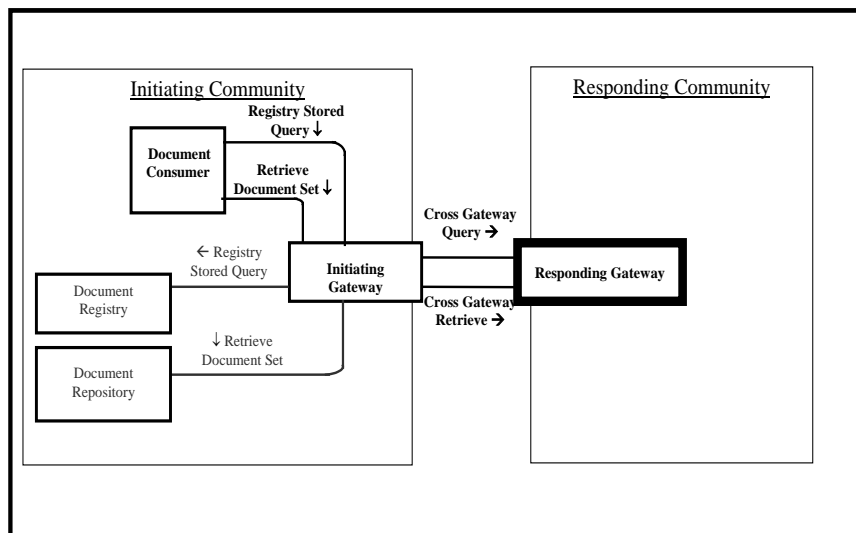 Initiating Community
Responding Community
Registry Stored
Query ↓
Document
Consumer
Retrieve
Document Set ↓
Cross Gateway
Query →
← Registry
Stored Query
Initiating
Gateway
Responding Gateway
Document
Registry
Cross Gateway
Retrieve →
↓ Retrieve
Document Set
Document
Repository